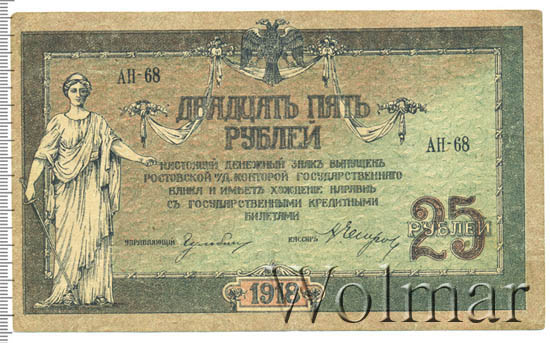 АН-68
ДВАДЦАТЬ ПЯТЬ
РУБЛЕЙ
АН-68
НАСТОЯЩІЙ ДЕНЕЖНЫЙ ЗНАКЪ ВЫПУЩЕНЪ
РОСТОВСКОЙ Н/Д. КОНТОРОЙ ГОСУДАРСТВЕННАГО
БАНКА И ИМѢЕТЪ ХОЖДЕНІЕ НАРАВНѢ
СЪ ГОСУДАРСТВЕННЫМИ КРЕДИТНЫМИ
БИЛЕТАМИ
УПРАВЛЯЮЩІЙ
КАССИРЪ
25
РУБЛЕЙ
1918
Wolmar